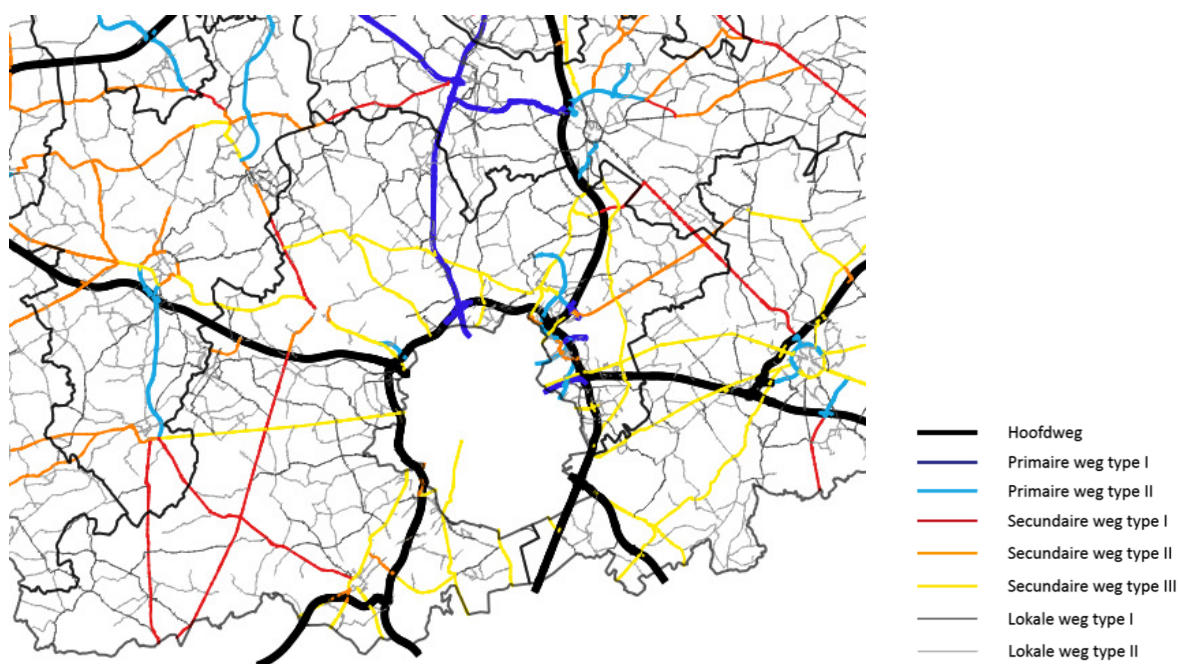 Hoofdweg
Primaire weg type I
Primaire weg type II
Secundaire weg type I
Secundaire weg type II
Secundaire weg type III
Lokale weg type I
Lokale weg type II